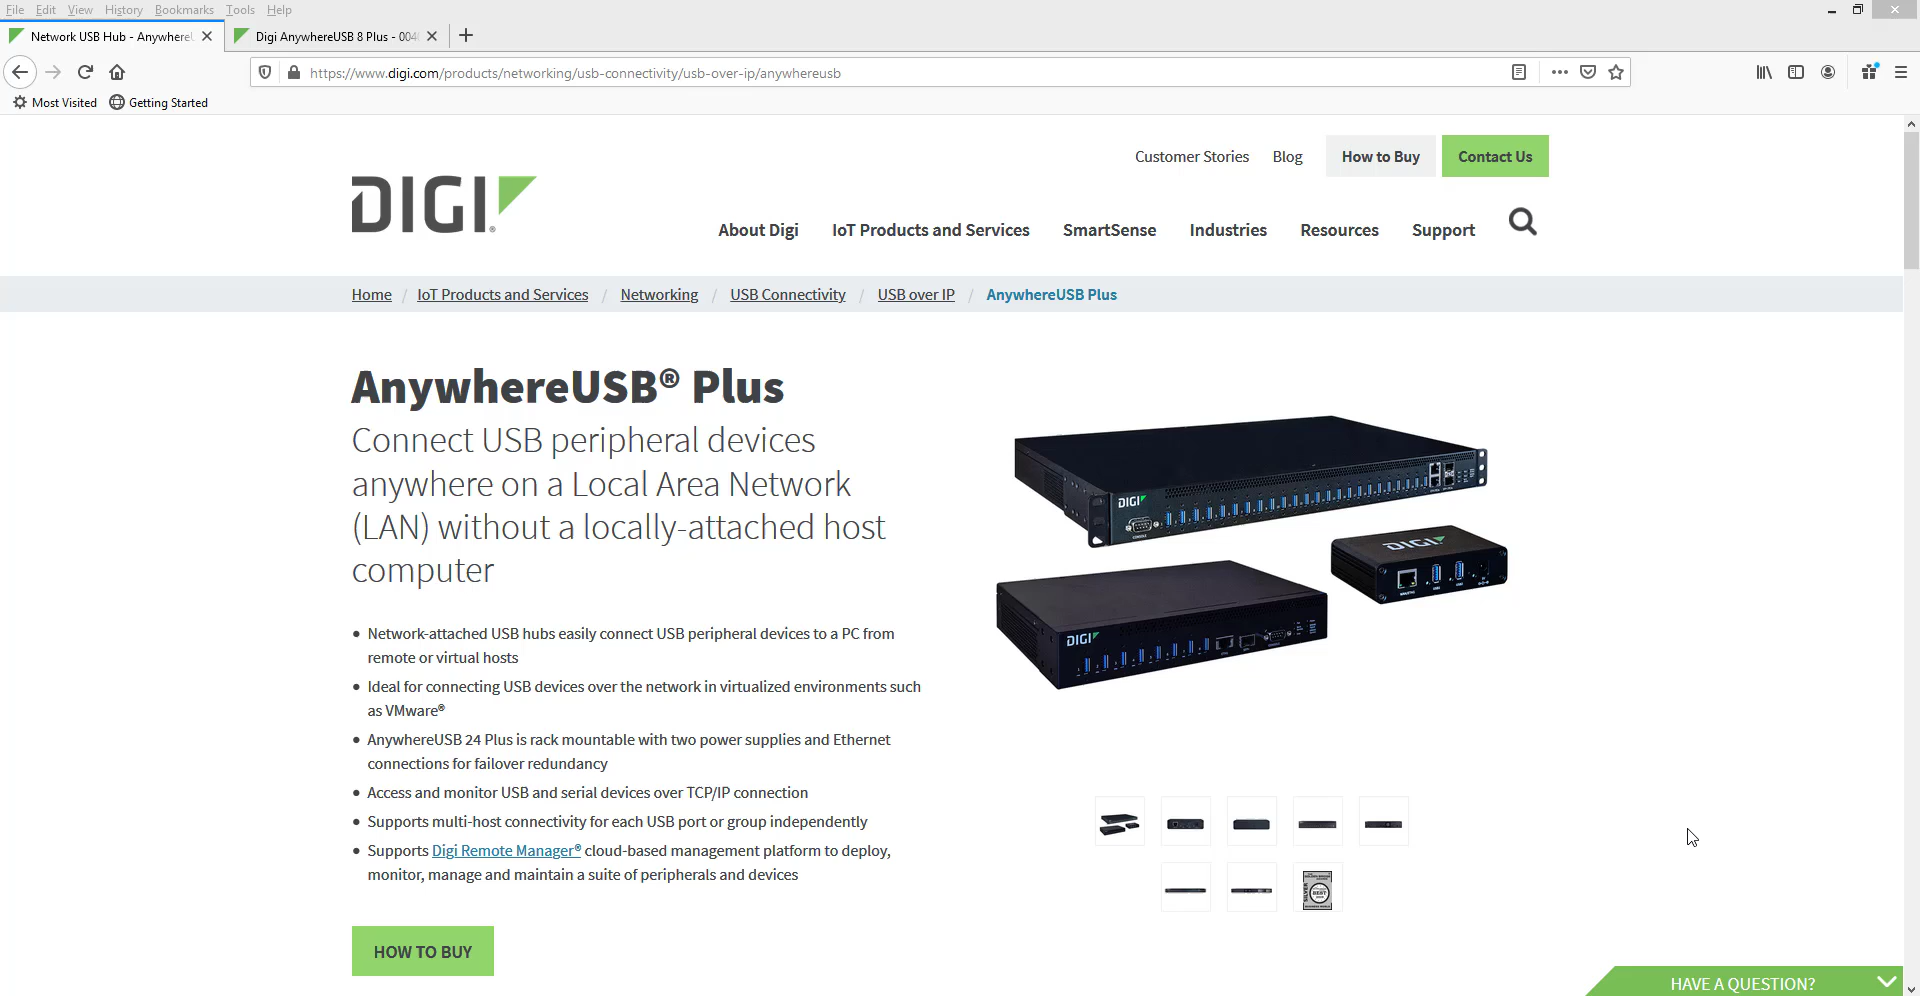 File Edit View History Bookmarks Tools Help
Network USB Hub - Anywhere
Digi AnywhereUSB 8 Plus - 004
https://www.digi.com/products/networking/usb-connectivity/usb-over-ip/anywhereusb
Most Visited Getting Started
Customer Stories Blog How to Buy Contact Us
DIGI®
About Digi IoT Products and Services SmartSense Industries Resources Support
Home / IoT Products and Services / Networking / USB Connectivity / USB over IP / AnywhereUSB Plus
AnywhereUSB® Plus
Connect USB peripheral devices
anywhere on a Local Area Network
(LAN) without a locally-attached host
computer
• Network-attached USB hubs easily connect USB peripheral devices to a PC from
remote or virtual hosts
• Ideal for connecting USB devices over the network in virtualized environments such
as VMware®
• AnywhereUSB 24 Plus is rack mountable with two power supplies and Ethernet
connections for failover redundancy
• Access and monitor USB and serial devices over TCP/IP connection
• Supports multi-host connectivity for each USB port or group independently
• Supports Digi Remote Manager® cloud-based management platform to deploy,
monitor, manage and maintain a suite of peripherals and devices
HOW TO BUY
DIGI
CONSOLE
DIGI
DIGI
SILVER
BEST
HAVE A QUESTION?